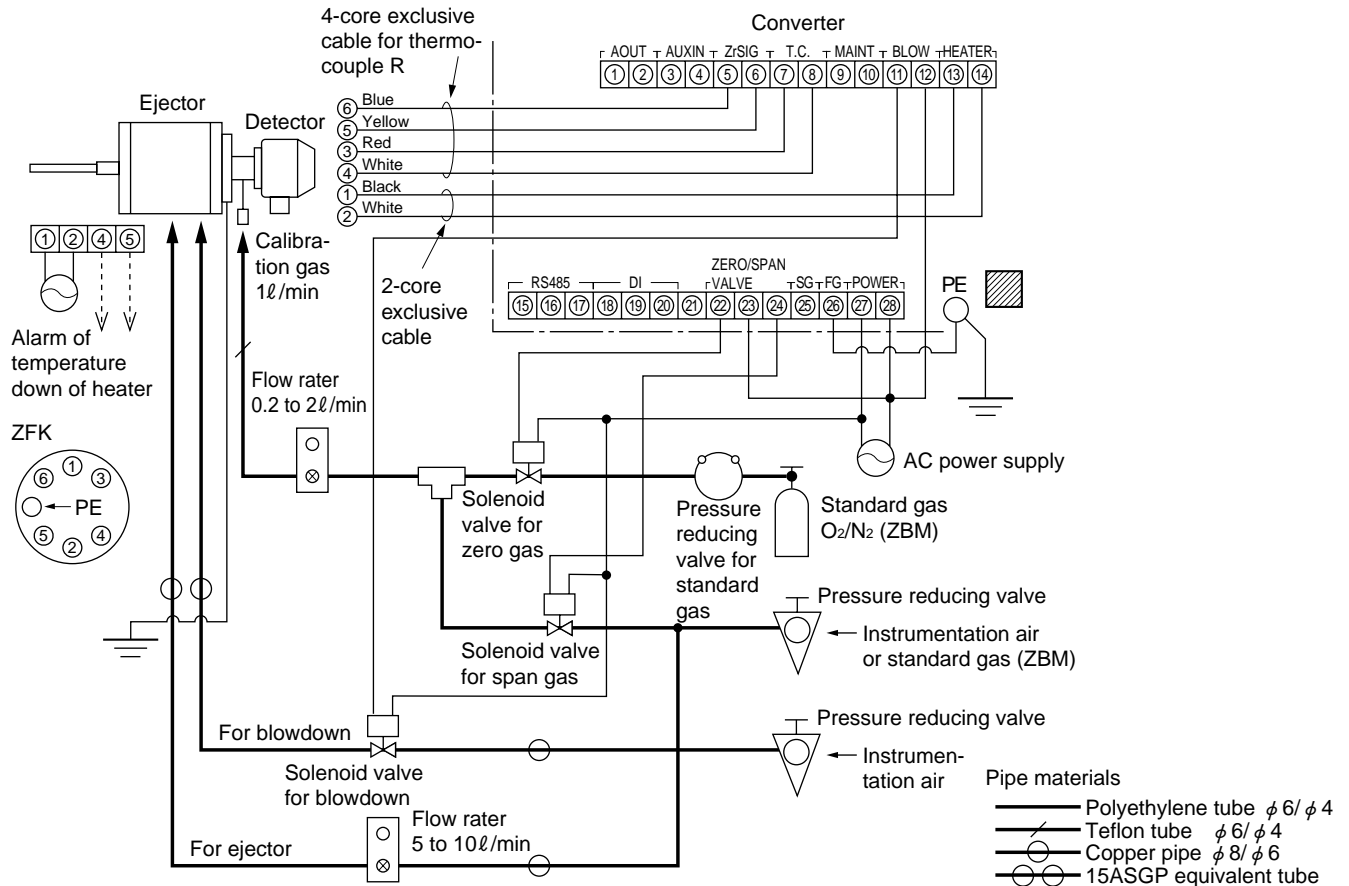 4-core exclusive
cable for thermo-
couple R
Converter
AOUT AUXIN ZrSIG T.C. MAINT BLOW HEATER
1 2 3 4 5 6 7 8 9 10 11 12 13 14
Ejector
Detector
6 Blue
5 Yellow
3 Red
4 White
1 Black
2 White
1 2 4 5
Calibra-
tion gas
1ℓ/min
2-core
exclusive
cable
ZERO/SPAN
RS485 DI VALVE SG FG POWER
15 16 17 18 19 20 21 22 23 24 25 26 27 28
PE
Alarm of
temperature
down of heater
Flow rater
0.2 to 2ℓ/min
AC power supply
ZFK
1
6 3
PE
5 4
2
Solenoid
valve for
zero gas
Pressure
reducing
valve for
standard
gas
Standard gas
O2/N2 (ZBM)
Pressure reducing valve
Instrumentation air
or standard gas (ZBM)
Solenoid valve
for span gas
Pressure reducing valve
Instrumen-
tation air
For blowdown
Solenoid valve
for blowdown
Flow rater
5 to 10ℓ/min
For ejector
Pipe materials
Polyethylene tube φ6/φ4
Teflon tube φ6/φ4
Copper pipe φ8/φ6
15ASGP equivalent tube